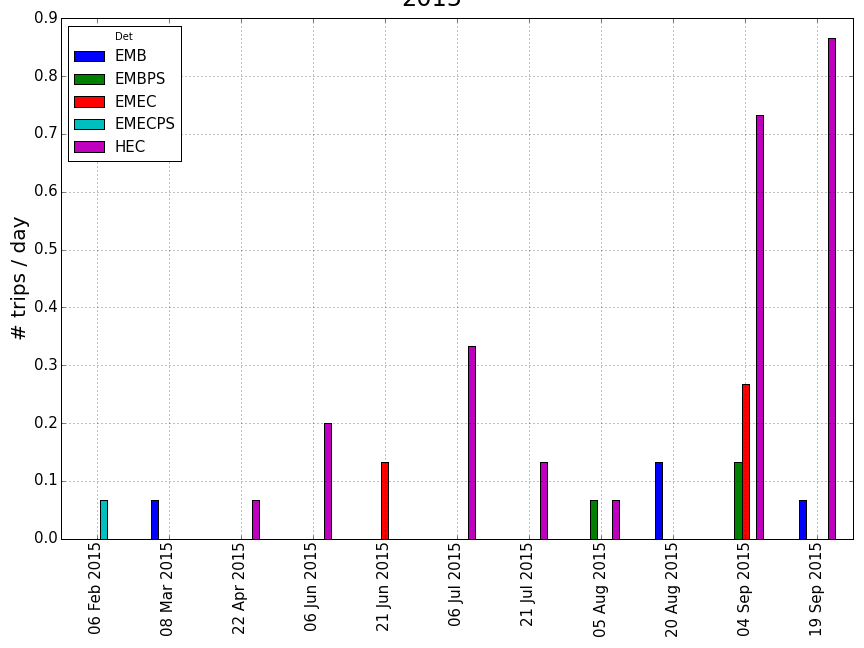 2015
0.9
0.8
0.7
0.6
0.5
0.4
0.3
0.2
0.1
0.0
# trips / day
Det
EMB
EMBPS
EMEC
EMECPS
HEC
06 Feb 2015
08 Mar 2015
22 Apr 2015
06 Jun 2015
21 Jun 2015
06 Jul 2015
21 Jul 2015
05 Aug 2015
20 Aug 2015
04 Sep 2015
19 Sep 2015